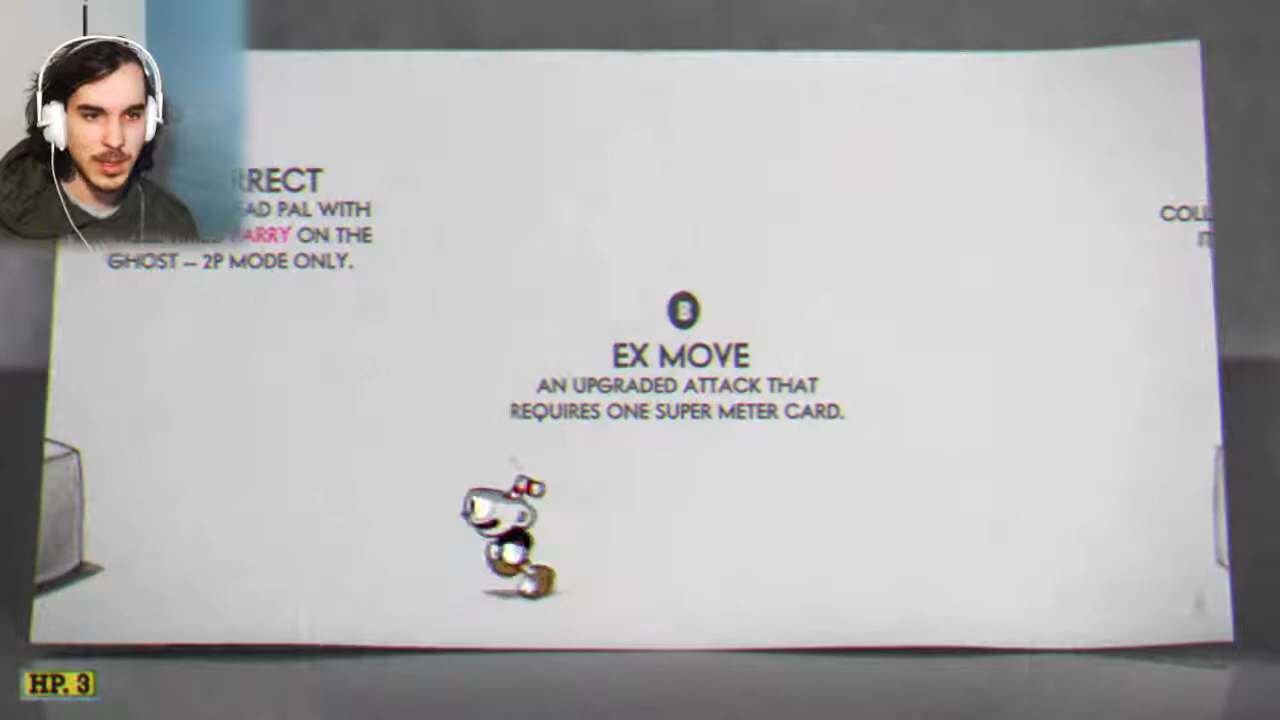 RRECT
EAD PAL WITH
PARRY ON THE
GHOST – 2P MODE ONLY.
COLL
B
EX MOVE
AN UPGRADED ATTACK THAT
REQUIRES ONE SUPER METER CARD.
HP. 3